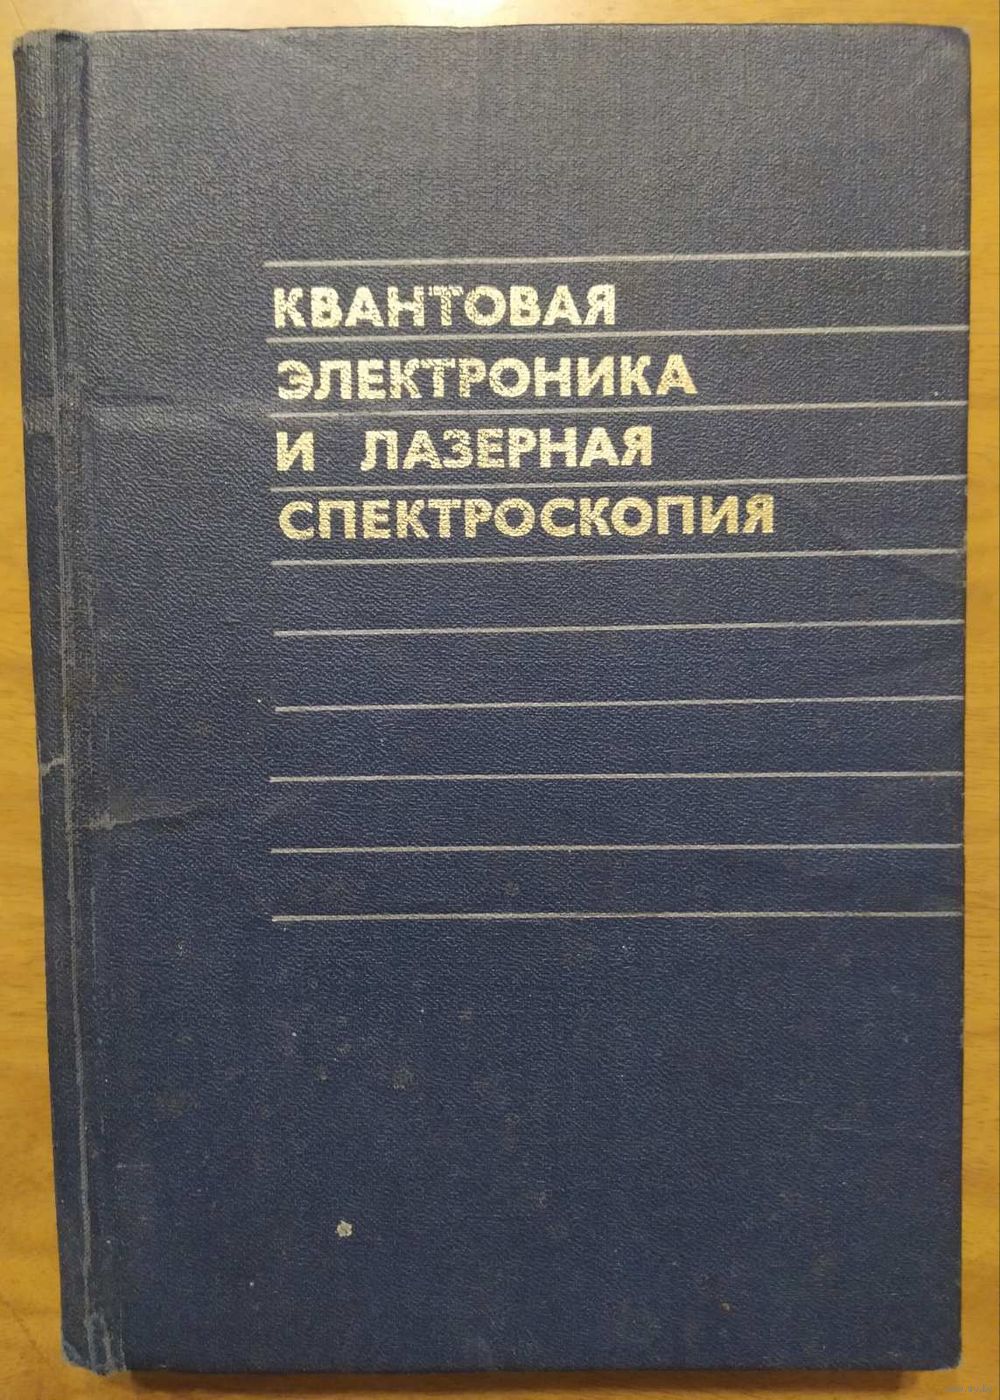 КВАНТОВАЯ
ЭЛЕКТРОНИКА
И ЛАЗЕРНАЯ
СПЕКТРОСКОПИЯ